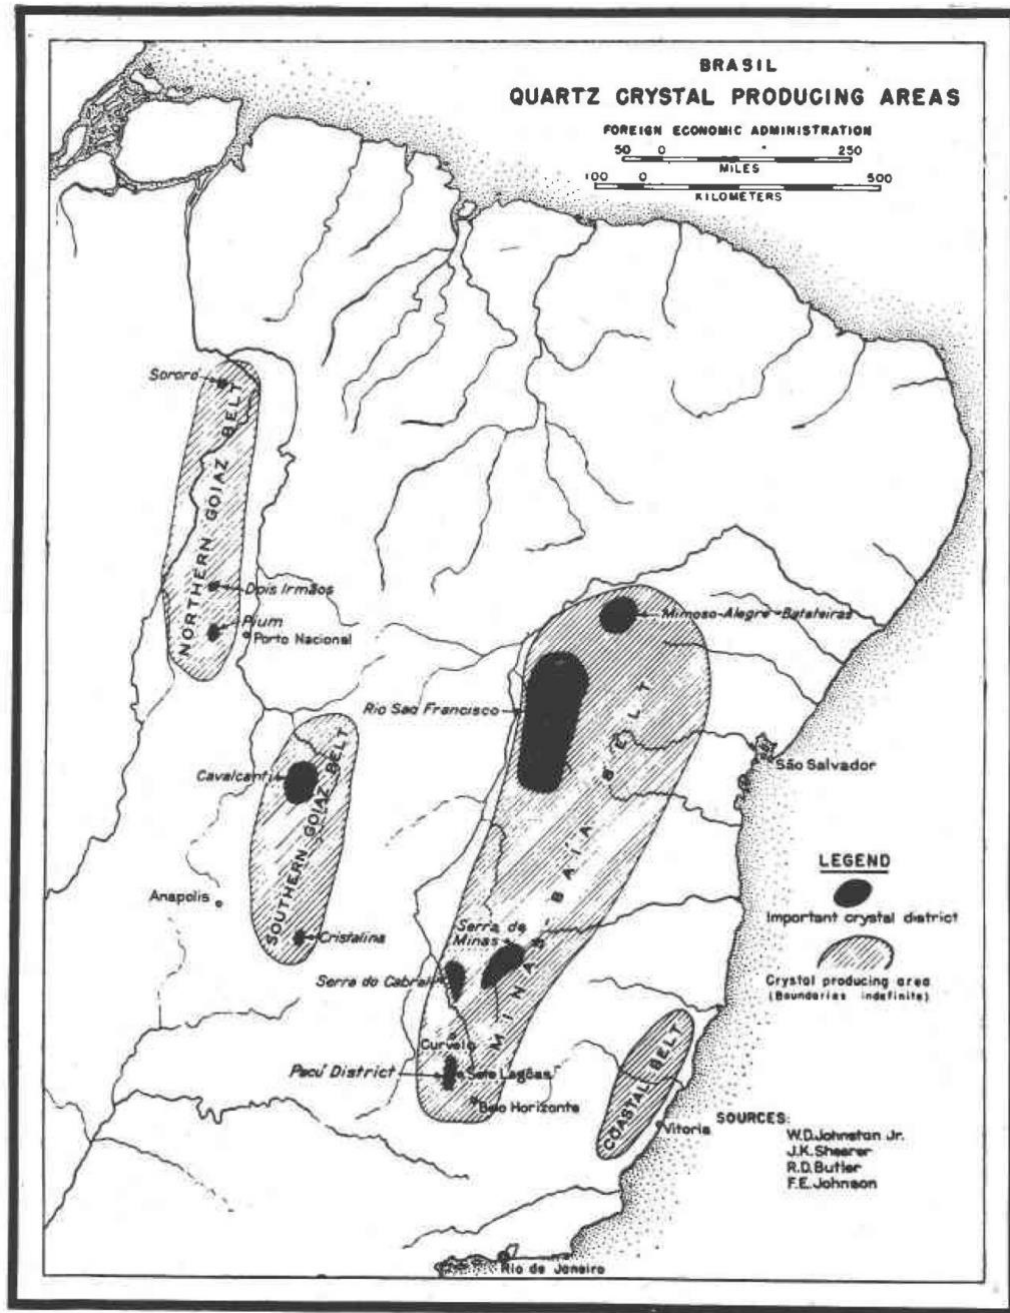 BRASIL
QUARTZ CRYSTAL PRODUCING AREAS
FOREIGN ECONOMIC ADMINISTRATION
50 0 250
MILES
100 0 500
KILOMETERS
Sororó
NORTHERN GOIAZ BELT
Dois Irmãos
Pium
Porto Nacional
Mimoso-Alegre-Batateiras
Rio Sao Francisco
São Salvador
Cavalcanti
SOUTHERN GOIAZ BELT
MINAS-BAÍA BELT
Anapolis
Cristalina
Serra de
Minas
Serra do Cabral
LEGEND
Important crystal district
Crystal producing area
(Boundaries indefinite)
Curvelo
Pacú District
Sete Lagôas
Belo Horizonte
COASTAL BELT
Vitoria
SOURCES:
W.D.Johnston Jr.
J.K.Shearer
R.D.Butler
F.E.Johnson
Rio de Janeiro